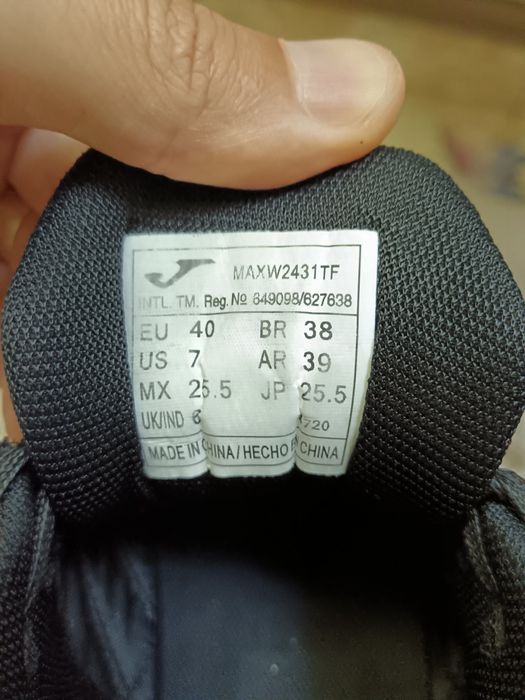 MAXW2431TF
INTL. TM. Reg. Nº 649098/627638
EU 40 BR 38
US 7 AR 39
MX 25.5 JP 25.5
UK/IND 6
MADE IN CHINA/HECHO EN CHINA